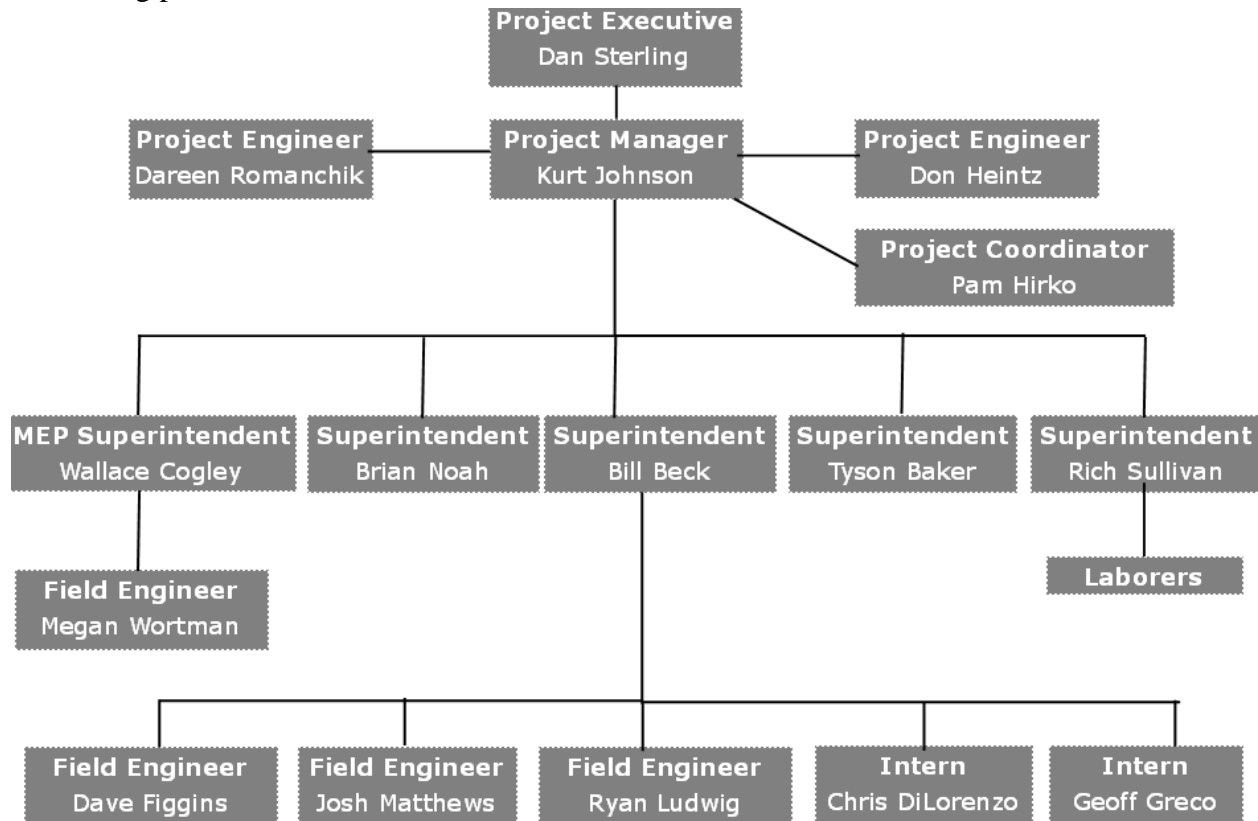 Project Executive
Dan Sterling
Project Engineer
Dareen Romanchik
Project Manager
Kurt Johnson
Project Engineer
Don Heintz
Project Coordinator
Pam Hirko
MEP Superintendent
Wallace Cogley
Superintendent
Brian Noah
Superintendent
Bill Beck
Superintendent
Tyson Baker
Superintendent
Rich Sullivan
Field Engineer
Megan Wortman
Laborers
Field Engineer
Dave Figgins
Field Engineer
Josh Matthews
Field Engineer
Ryan Ludwig
Intern
Chris DiLorenzo
Intern
Geoff Greco